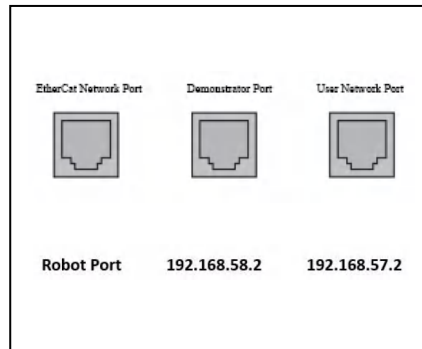 EtherCat Network Port Demonstrator Port User Network Port
Robot Port 192.168.58.2 192.168.57.2